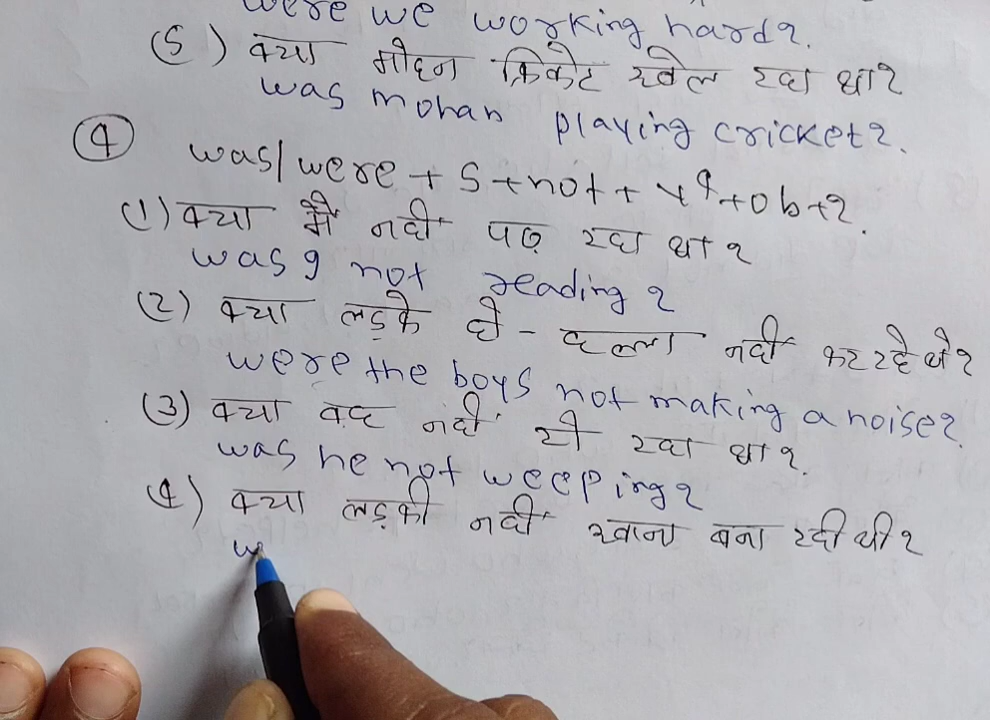 were we working hard?.
(5) क्या मोहन क्रिकेट खेल रहा था?
was mohan playing cricket?.
(4) was/were + S + not + v⁴ + ob + ?.
(1) क्या मैं नहीं पढ़ रहा था?
was I not reading?
(2) क्या लड़के हो-हल्ला नहीं कर रहे थे?
were the boys not making a noise?.
(3) क्या वह नहीं रो रहा था?.
was he not weeping?
(4) क्या लड़की नहीं खाना बना रही थी?
w